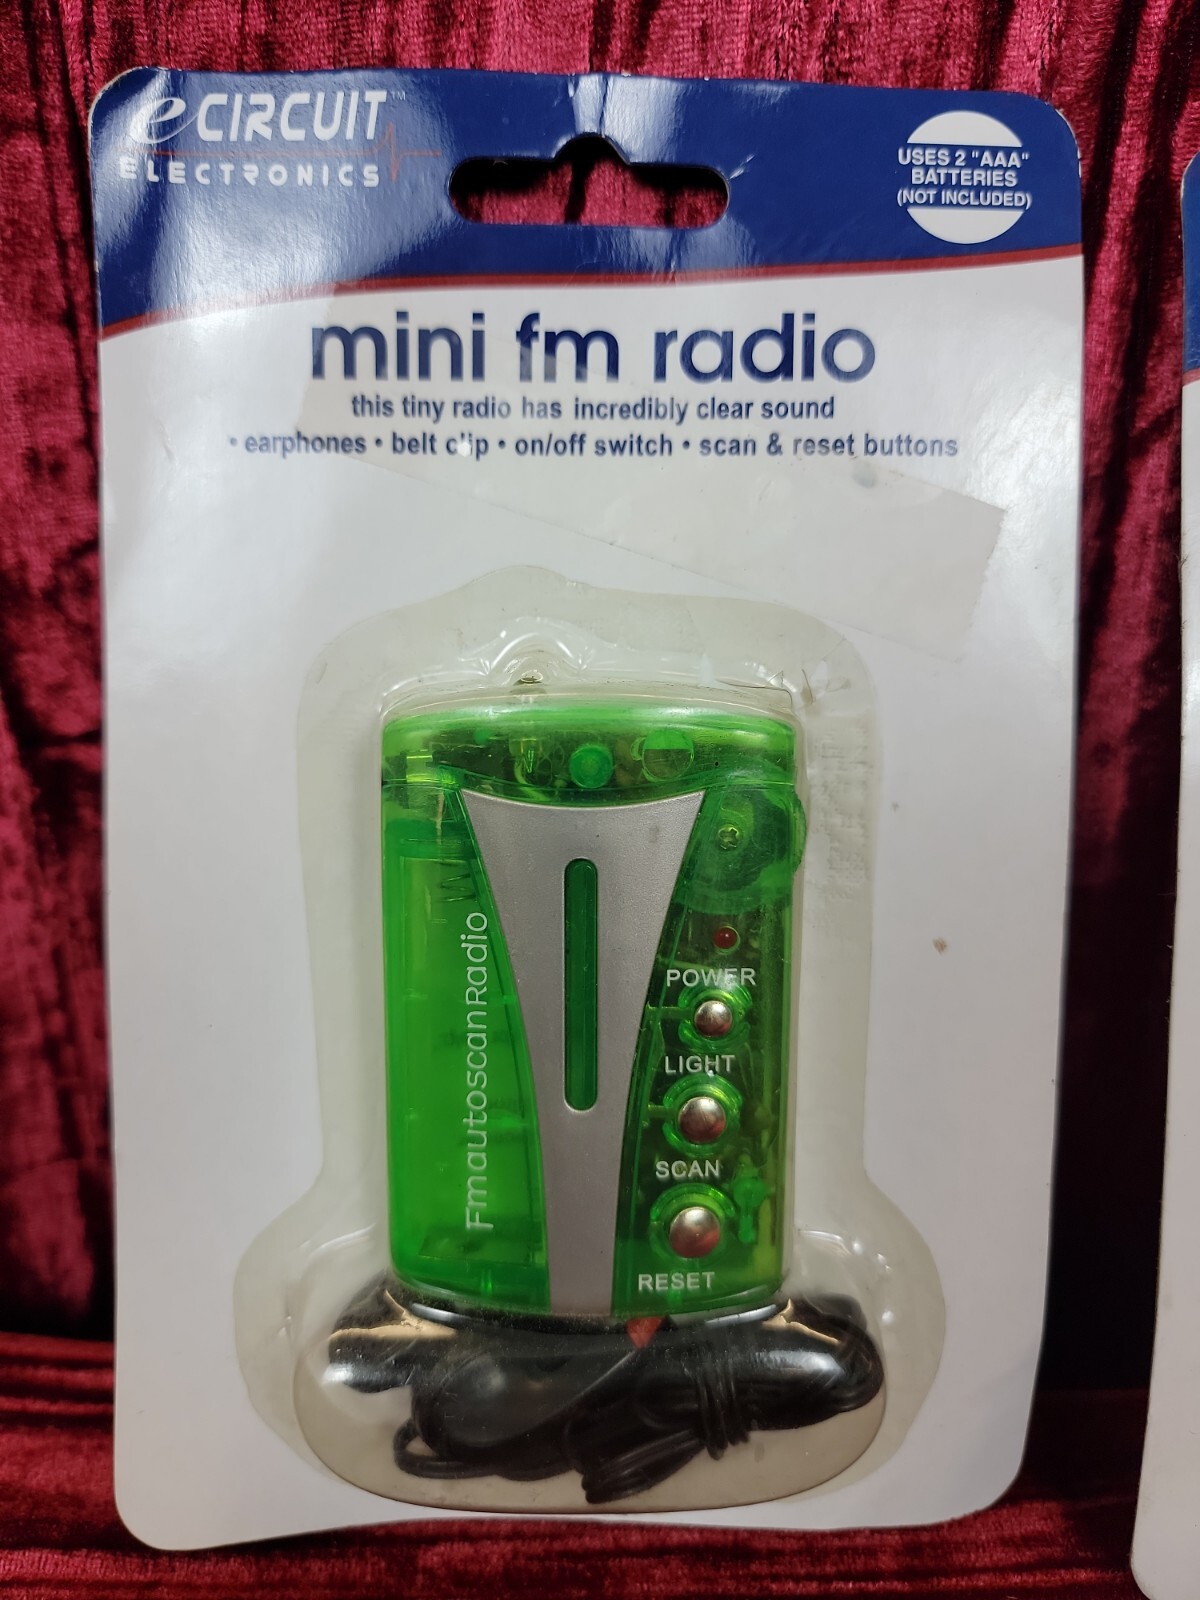 eCIRCUIT™
ELECTRONICS
USES 2 "AAA"
BATTERIES
(NOT INCLUDED)
mini fm radio
this tiny radio has incredibly clear sound
• earphones • belt clip • on/off switch • scan & reset buttons
FmautoscanRadio
POWER
LIGHT
SCAN
RESET